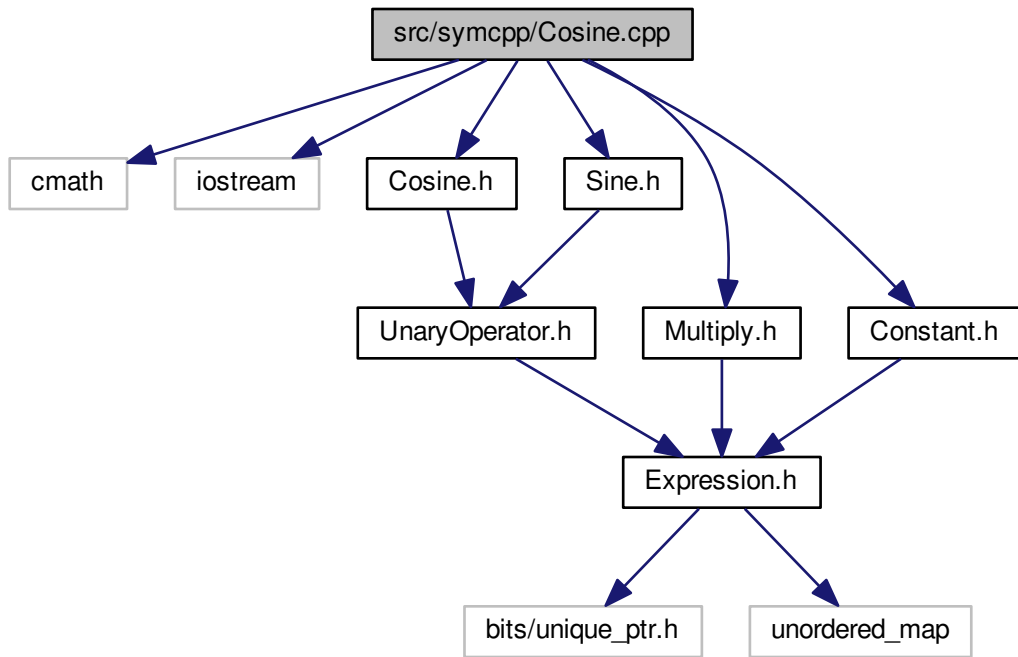 src/symcpp/Cosine.cpp
cmath
iostream
Cosine.h
Sine.h
UnaryOperator.h
Multiply.h
Constant.h
Expression.h
bits/unique_ptr.h
unordered_map